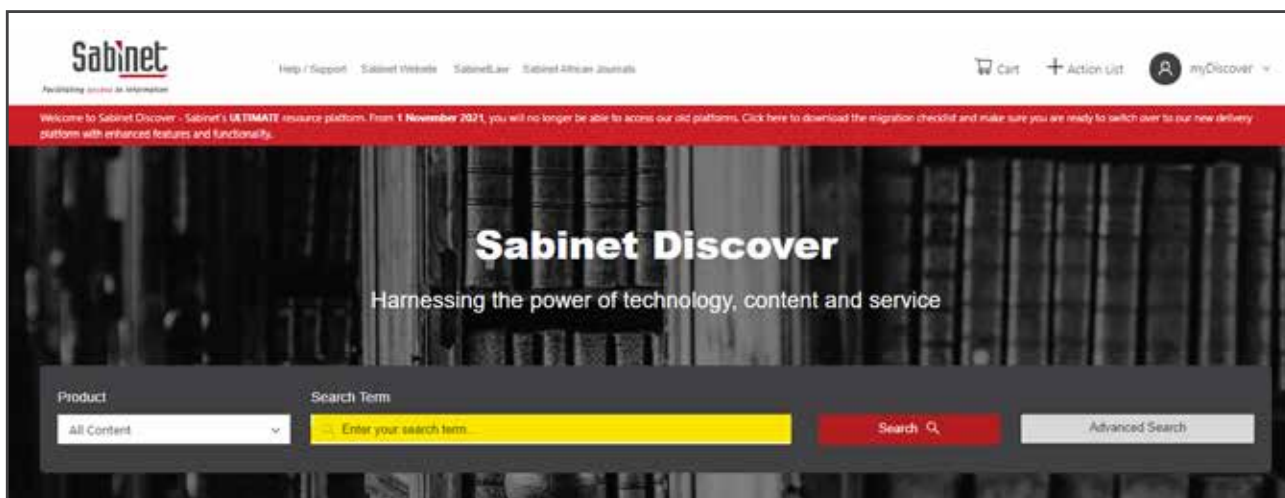 Sabinet
Facilitating access to information
Help / Support Sabinet Website SabinetLaw Sabinet African Journals
Cart Action List myDiscover
Welcome to Sabinet Discover - Sabinet's ULTIMATE resource platform. From 1 November 2021, you will no longer be able to access our old platforms. Click here to download the migration checklist and make sure you are ready to switch over to our new delivery
platform with enhanced features and functionality.
Sabinet Discover
Harnessing the power of technology, content and service
Product
Search Term
All Content
Enter your search term...
Search
Advanced Search